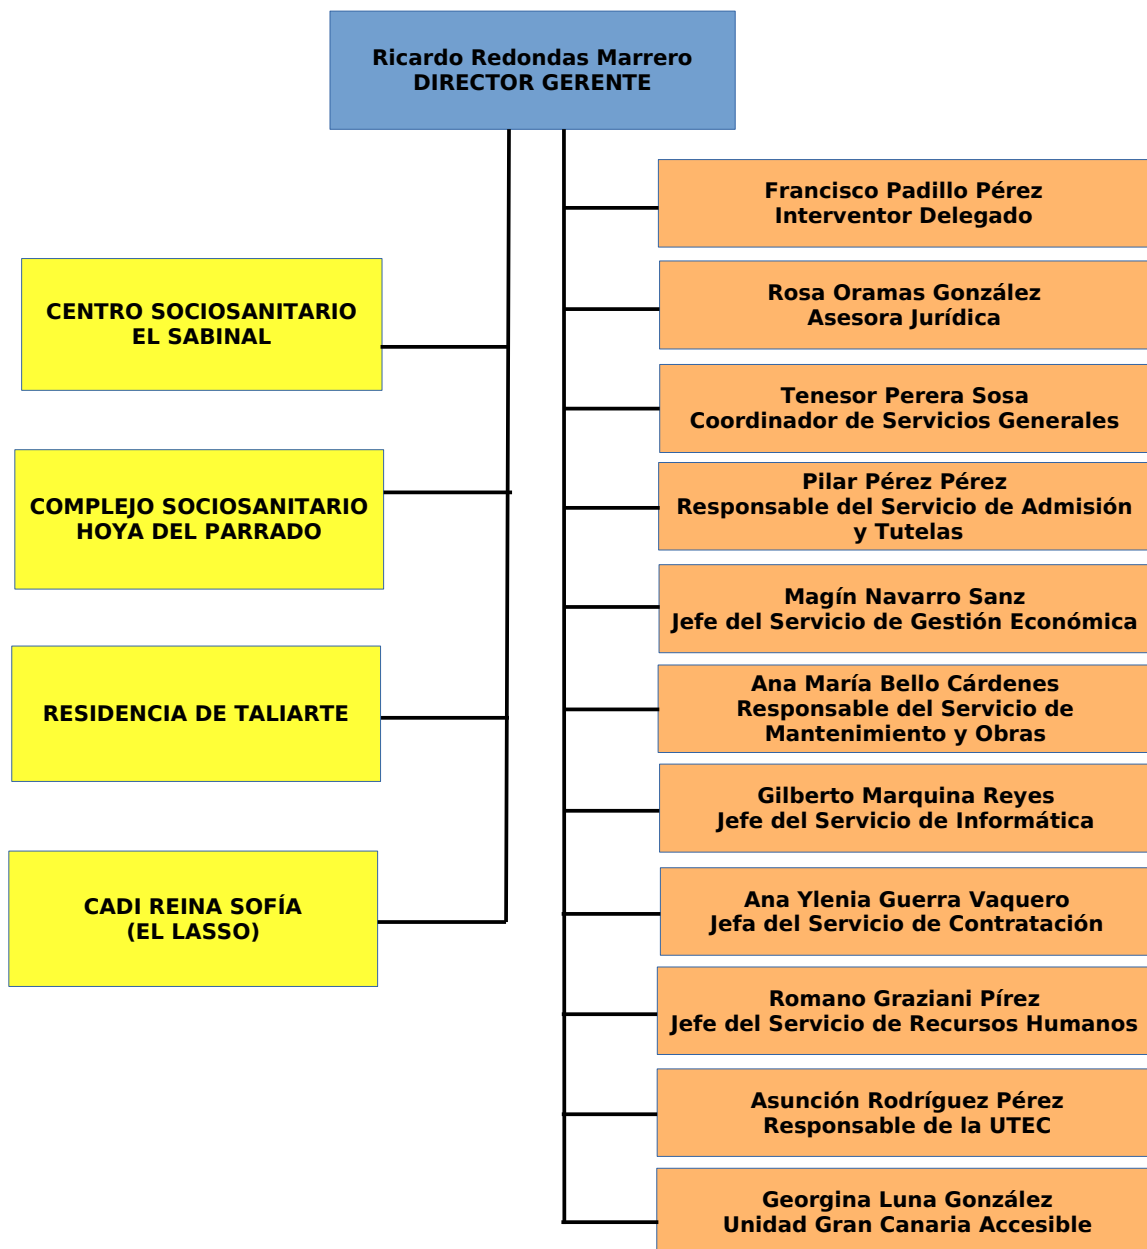 Ricardo Redondas Marrero
DIRECTOR GERENTE
Francisco Padillo Pérez
Interventor Delegado
CENTRO SOCIOSANITARIO
EL SABINAL
Rosa Oramas González
Asesora Jurídica
Tenesor Perera Sosa
Coordinador de Servicios Generales
COMPLEJO SOCIOSANITARIO
HOYA DEL PARRADO
Pilar Pérez Pérez
Responsable del Servicio de Admisión
y Tutelas
Magín Navarro Sanz
Jefe del Servicio de Gestión Económica
RESIDENCIA DE TALIARTE
Ana María Bello Cárdenes
Responsable del Servicio de
Mantenimiento y Obras
Gilberto Marquina Reyes
Jefe del Servicio de Informática
CADI REINA SOFÍA
(EL LASSO)
Ana Ylenia Guerra Vaquero
Jefa del Servicio de Contratación
Romano Graziani Pírez
Jefe del Servicio de Recursos Humanos
Asunción Rodríguez Pérez
Responsable de la UTEC
Georgina Luna González
Unidad Gran Canaria Accesible